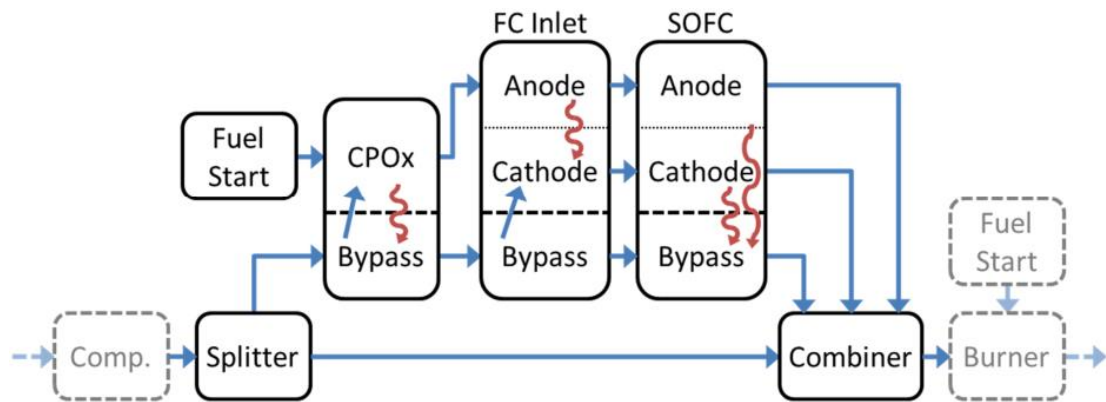 FC Inlet
SOFC
Anode
Anode
Fuel
Start
CPOx
Cathode
Cathode
Bypass
Bypass
Bypass
Fuel
Start
Comp.
Splitter
Combiner
Burner